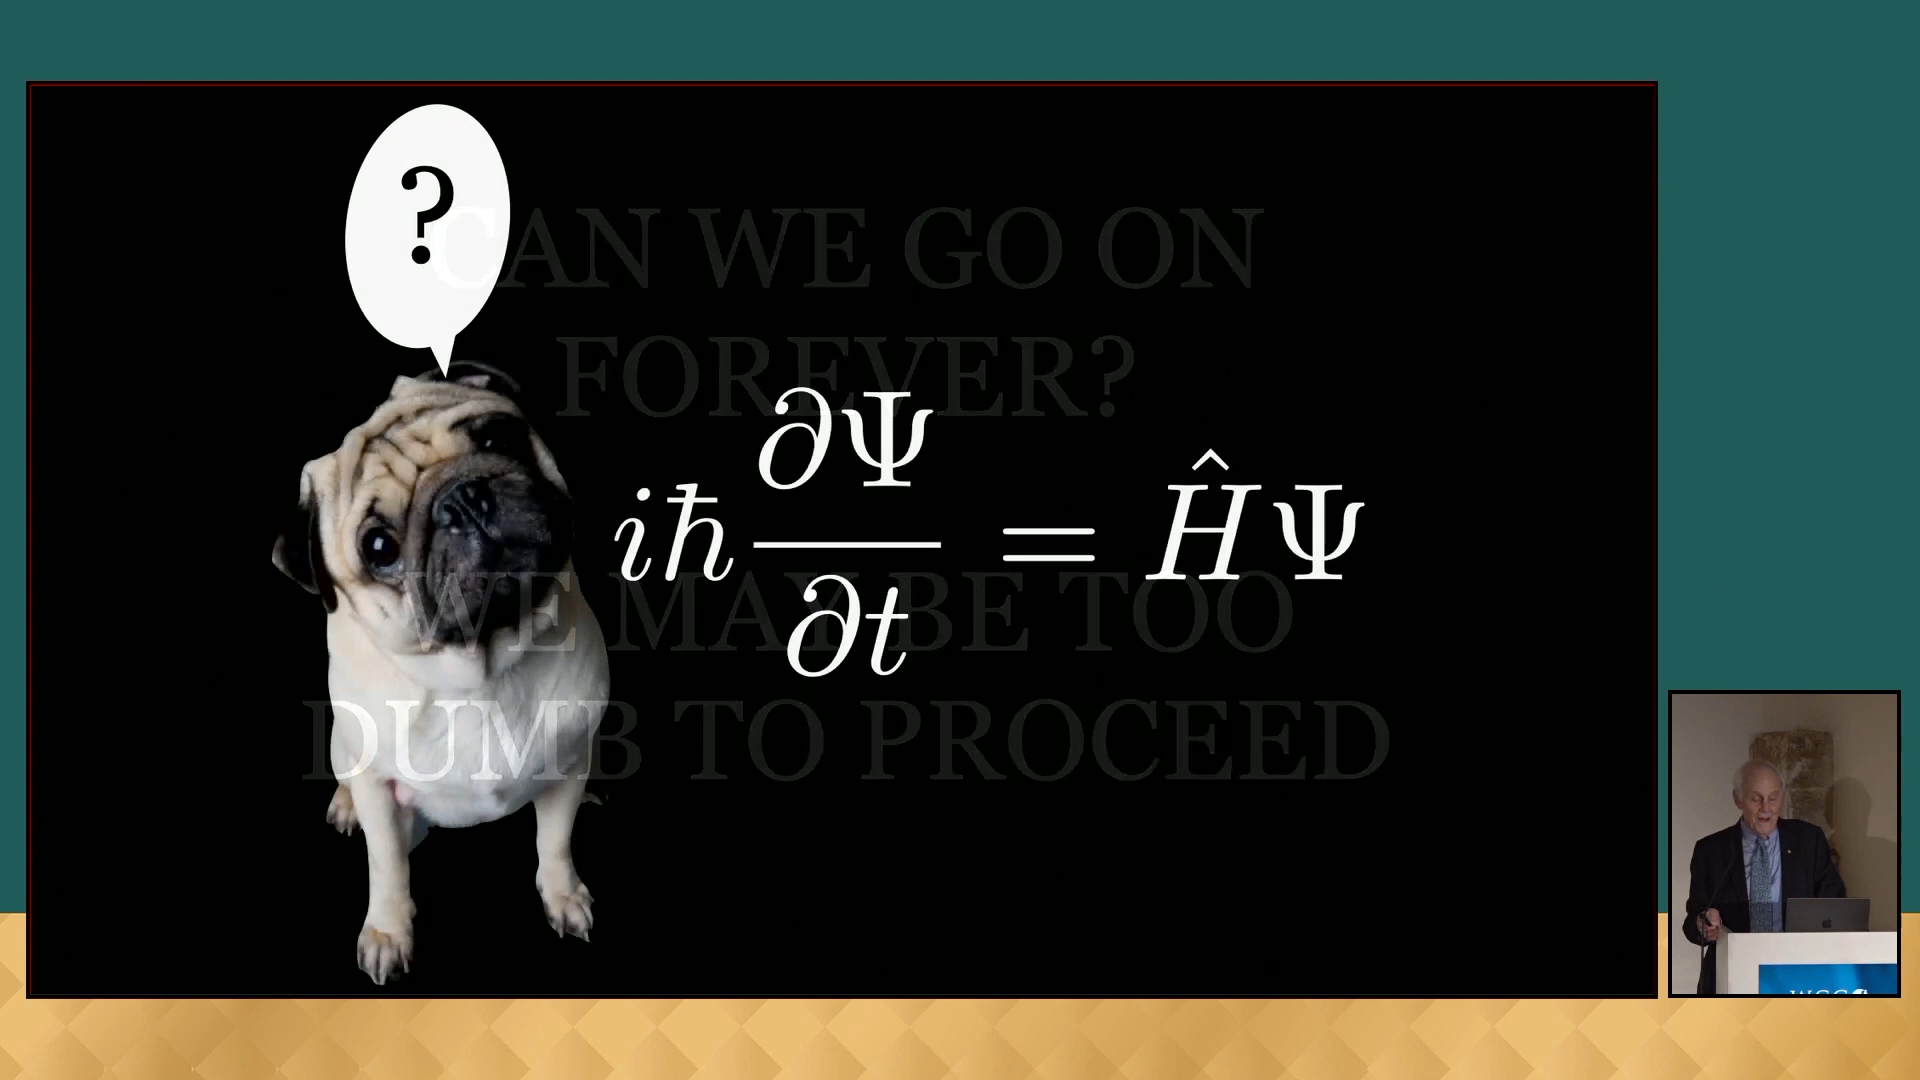 ?
CAN WE GO ON
FOREVER?
iℏ ∂Ψ/∂t = ĤΨ
WE MAY BE TOO
DUMB TO PROCEED